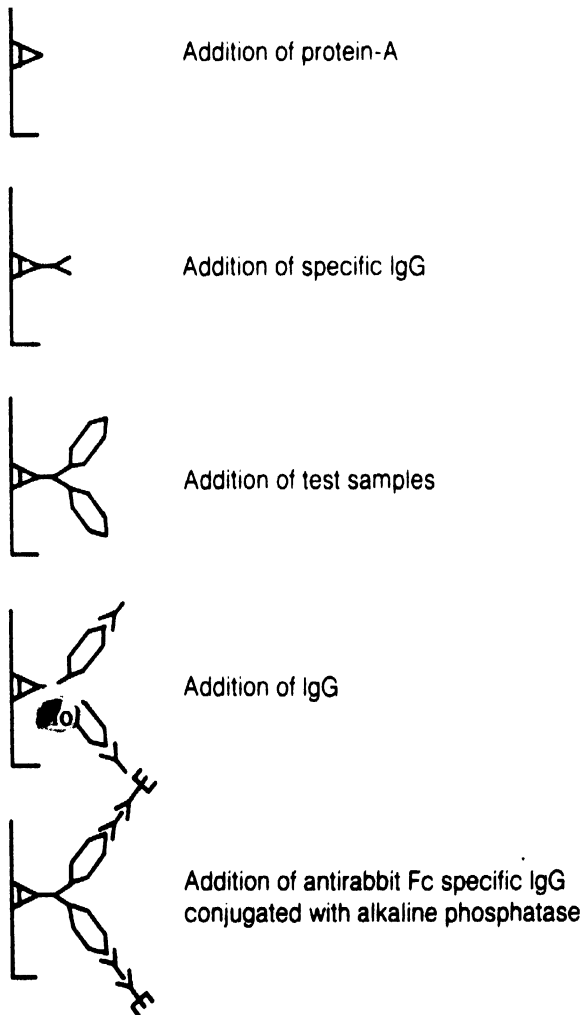 Addition of protein-A
Addition of specific IgG
Addition of test samples
Addition of IgG
E
Addition of antirabbit Fc specific IgG
conjugated with alkaline phosphatase
E